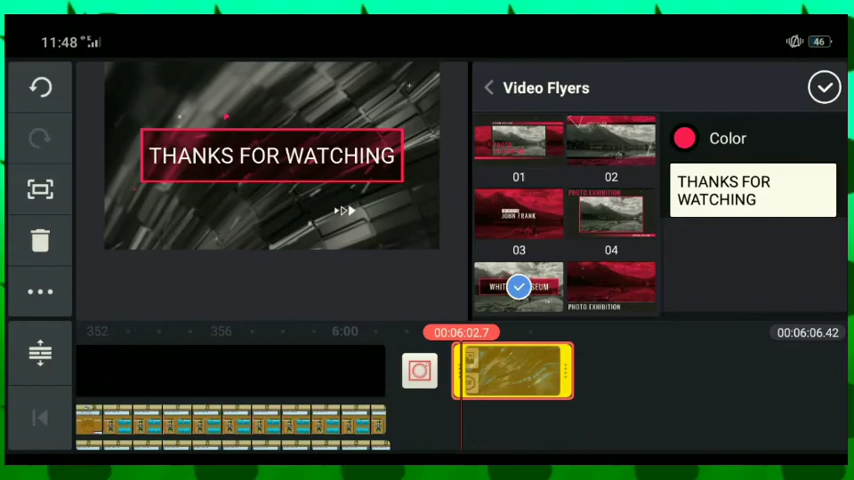 11:48
46
Video Flyers
THANKS FOR WATCHING
01
02
Color
THANKS FOR
WATCHING
JOHN FRANK
PHOTO EXHIBITION
03
04
PHOTO EXHIBITION
352
356
6:00
00:06:02.7
00:06:06.42